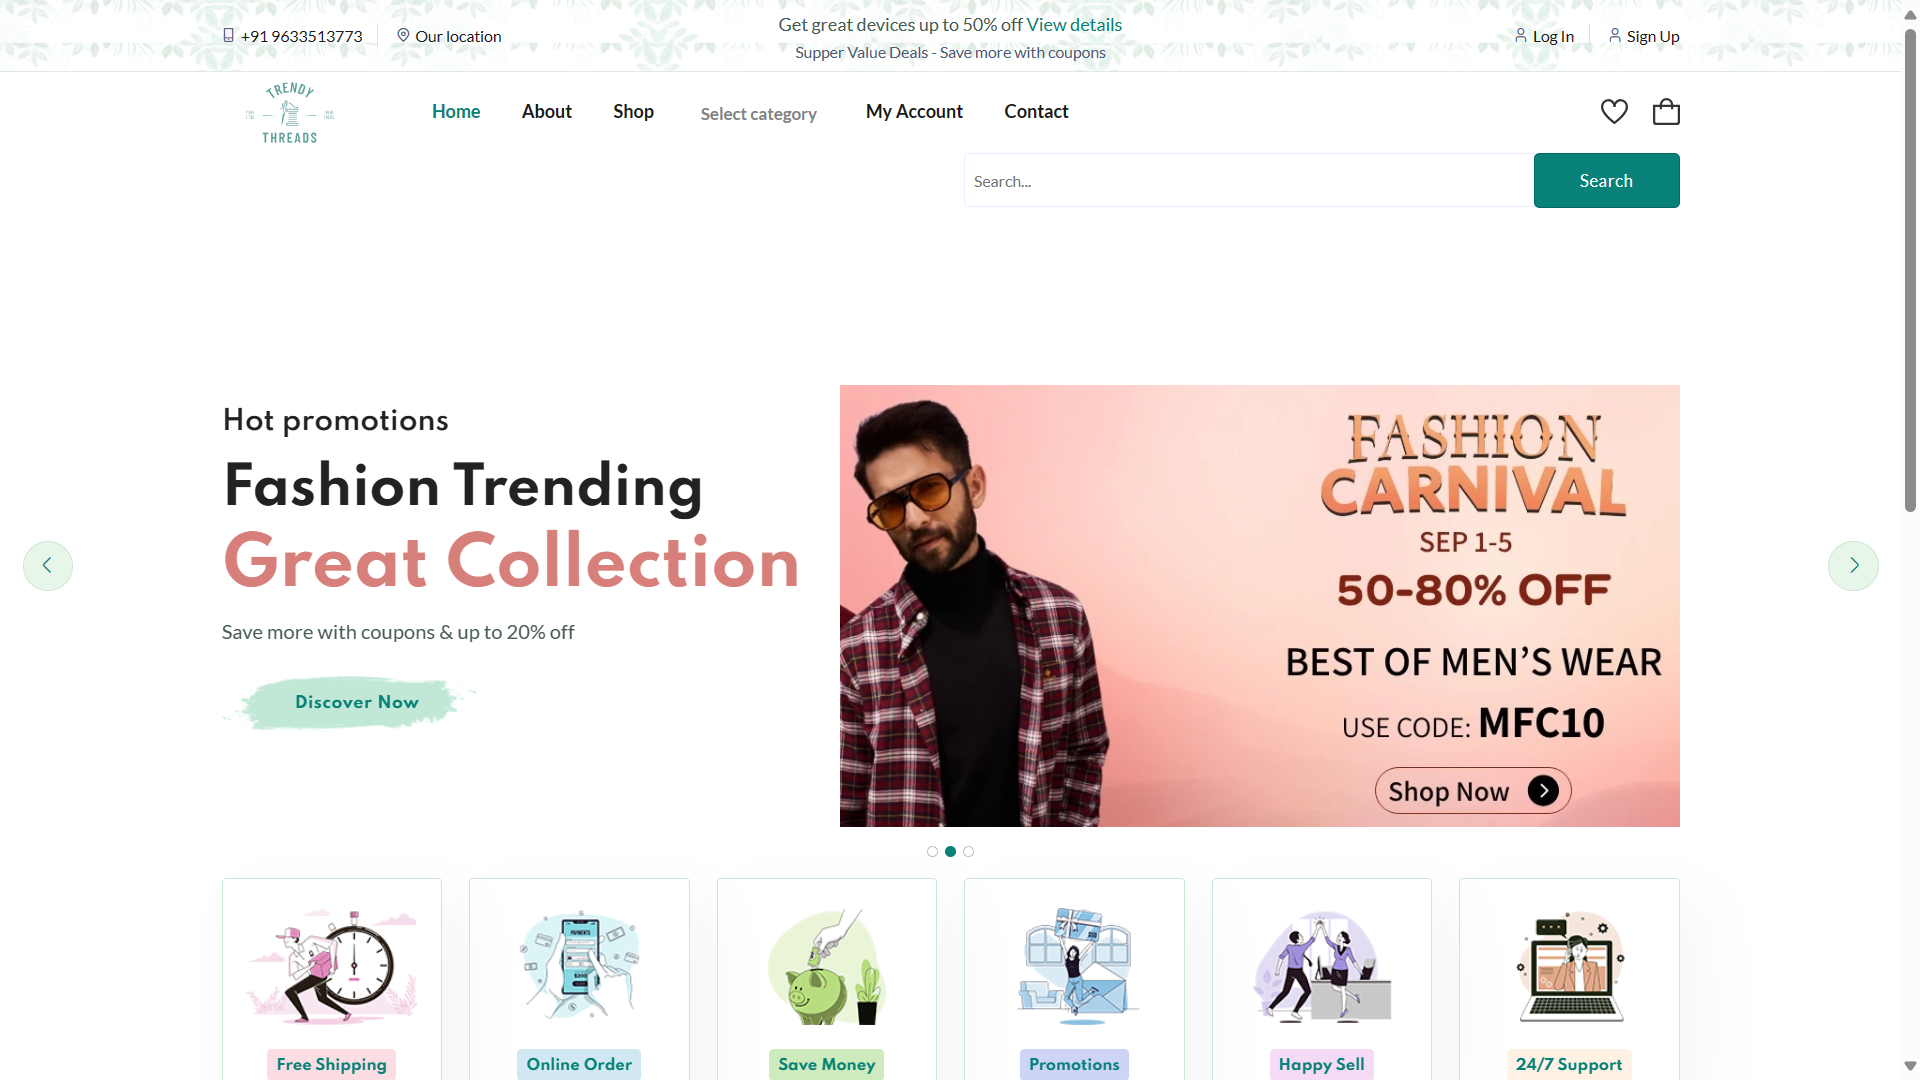 +91 9633513773
Our location
Get great devices up to 50% off View details
Supper Value Deals - Save more with coupons
Log In
Sign Up
TRENDY
THREADS
Home
About
Shop
Select category
My Account
Contact
Search...
Search
Hot promotions
Fashion Trending
Great Collection
Save more with coupons & up to 20% off
Discover Now
FASHION
CARNIVAL
SEP 1-5
50-80% OFF
BEST OF MEN'S WEAR
USE CODE: MFC10
Shop Now
PAYMENTS
Free Shipping
Online Order
Save Money
Promotions
Happy Sell
24/7 Support